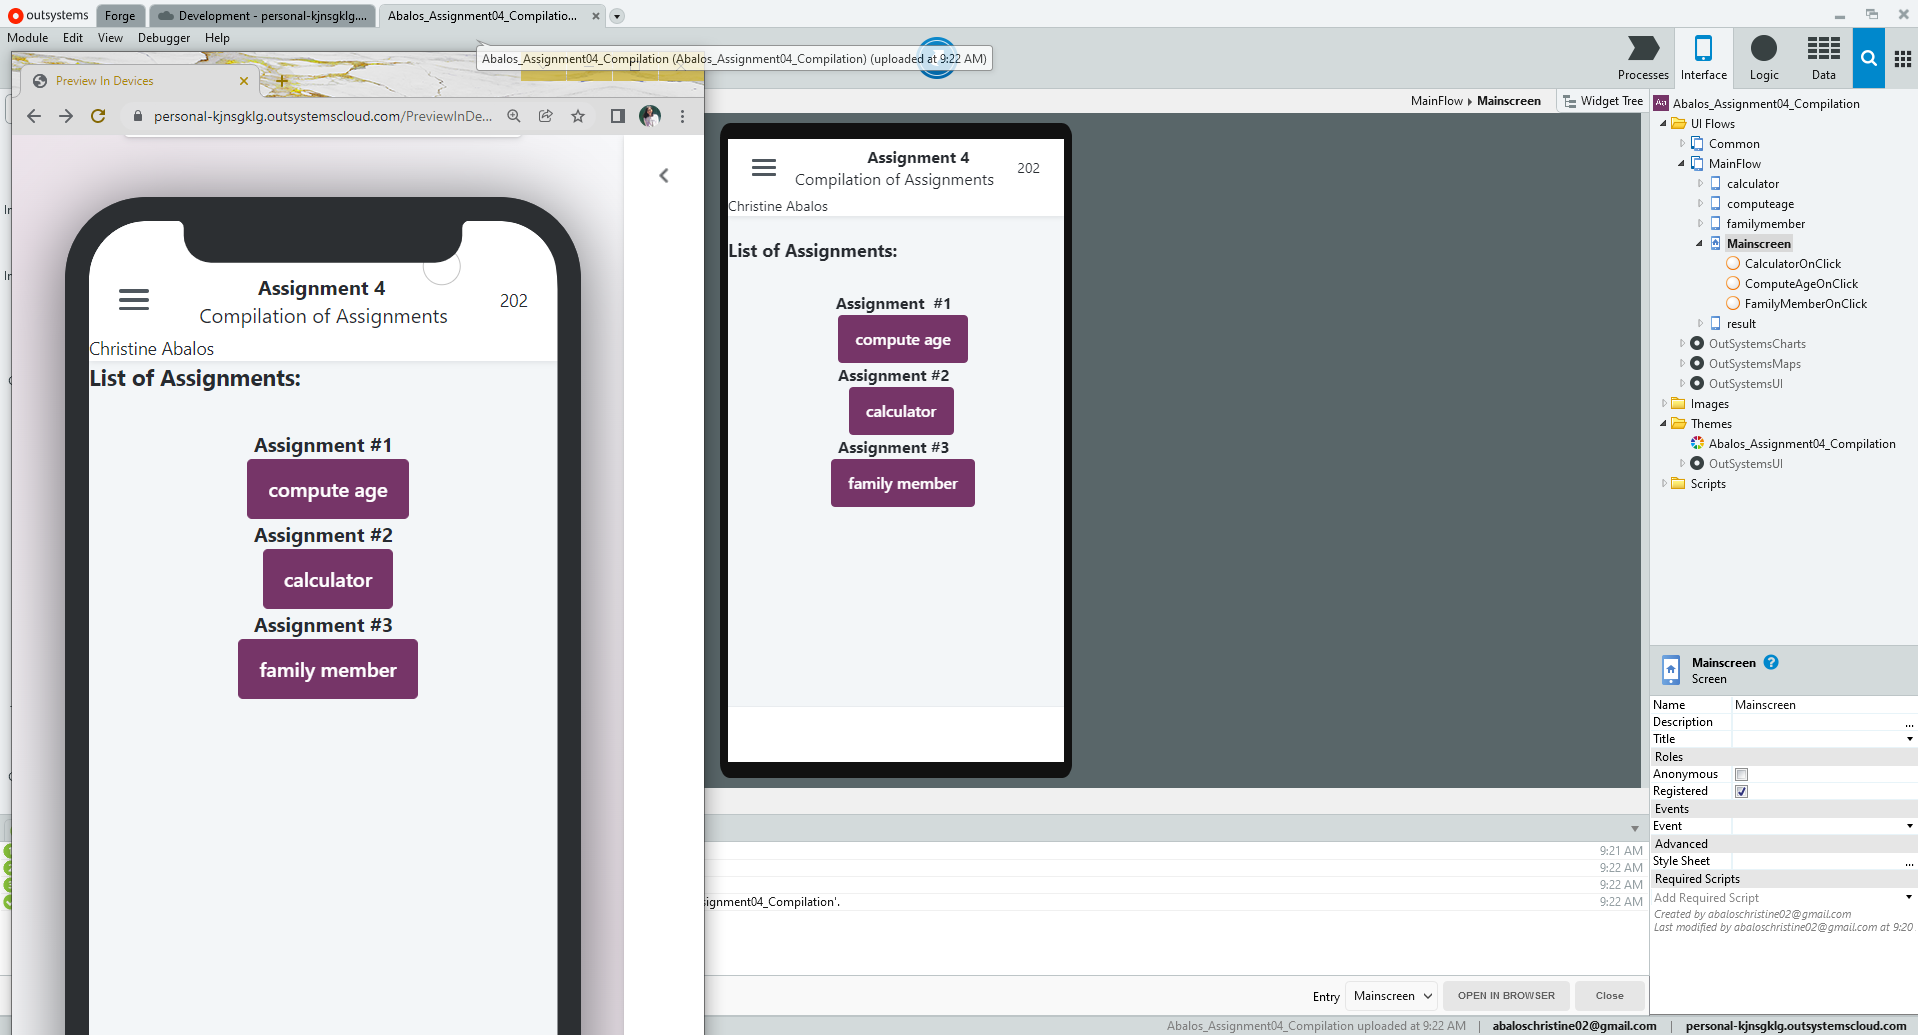 outsystems
Forge
Development - personal-kjnsgklg....
Abalos_Assignment04_Compilatio...
Module Edit View Debugger Help
Abalos_Assignment04_Compilation (Abalos_Assignment04_Compilation) (uploaded at 9:22 AM)
Processes
Interface
Logic
Data
Preview In Devices
personal-kjnsgklg.outsystemscloud.com/PreviewInDe...
Assignment 4
Compilation of Assignments
202
Christine Abalos
List of Assignments:
Assignment #1
compute age
Assignment #2
calculator
Assignment #3
family member
MainFlow Mainscreen
Widget Tree
Assignment 4
Compilation of Assignments
202
Christine Abalos
List of Assignments:
Assignment #1
compute age
Assignment #2
calculator
Assignment #3
family member
Abalos_Assignment04_Compilation
UI Flows
Common
MainFlow
calculator
computeage
familymember
Mainscreen
CalculatorOnClick
ComputeAgeOnClick
FamilyMemberOnClick
result
OutSystemsCharts
OutSystemsMaps
OutSystemsUI
Images
Themes
Abalos_Assignment04_Compilation
OutSystemsUI
Scripts
Mainscreen
Screen
Name Mainscreen
Description ...
Title
Roles
Anonymous
Registered
Events
Event
Advanced
Style Sheet ...
Required Scripts
Add Required Script
Created by abaloschristine02@gmail.com
Last modified by abaloschristine02@gmail.com at 9:20
9:21 AM
9:22 AM
9:22 AM
signment04_Compilation'. 9:22 AM
Entry Mainscreen OPEN IN BROWSER Close
Abalos_Assignment04_Compilation uploaded at 9:22 AM | abaloschristine02@gmail.com | personal-kjnsgklg.outsystemscloud.com